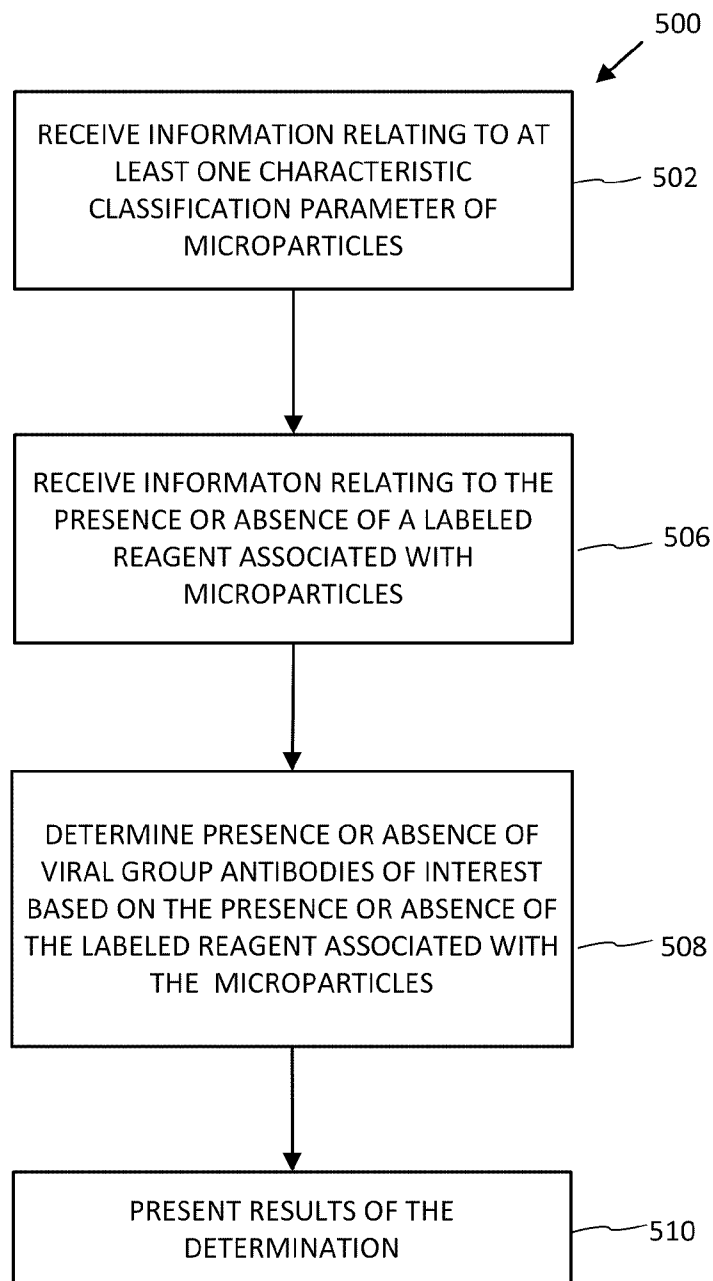 500
RECEIVE INFORMATION RELATING TO AT
LEAST ONE CHARACTERISTIC
CLASSIFICATION PARAMETER OF
MICROPARTICLES
502
RECEIVE INFORMATON RELATING TO THE
PRESENCE OR ABSENCE OF A LABELED
REAGENT ASSOCIATED WITH
MICROPARTICLES
506
DETERMINE PRESENCE OR ABSENCE OF
VIRAL GROUP ANTIBODIES OF INTEREST
BASED ON THE PRESENCE OR ABSENCE OF
THE LABELED REAGENT ASSOCIATED WITH
THE MICROPARTICLES
508
PRESENT RESULTS OF THE
DETERMINATION
510